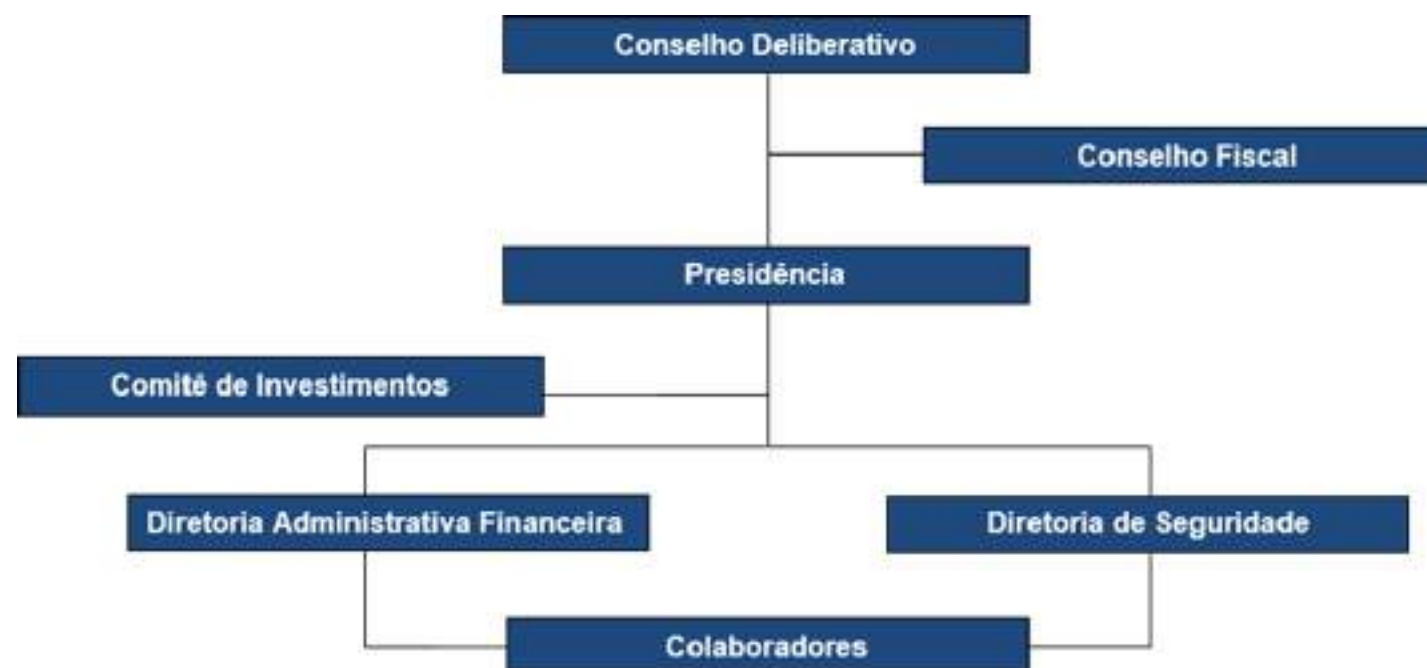 Conselho Deliberativo
Conselho Fiscal
Presidência
Comitê de Investimentos
Diretoria Administrativa Financeira
Diretoria de Seguridade
Colaboradores